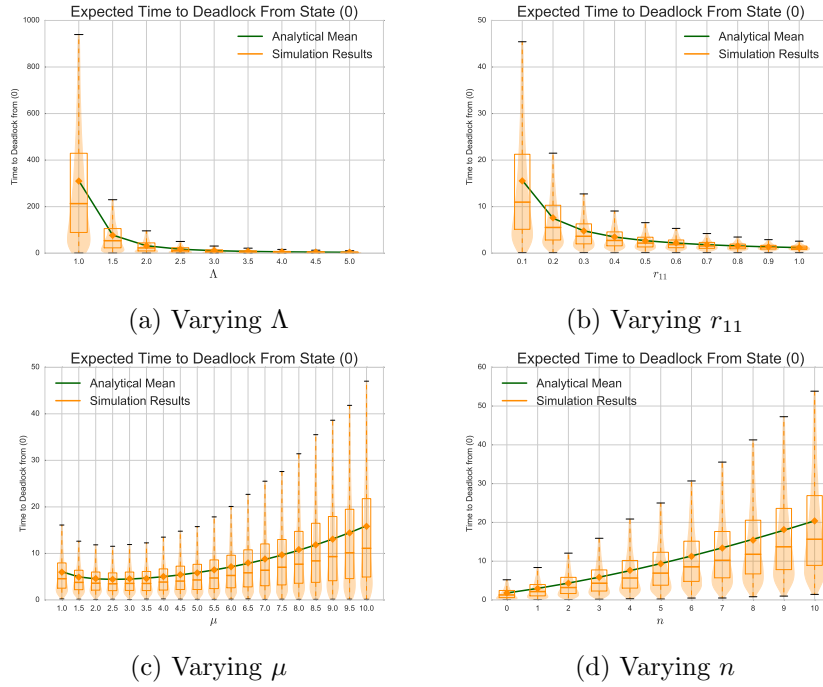 Expected Time to Deadlock From State (0)
1000
800
600
400
200
0
Time to Deadlock from (0)
Analytical Mean
Simulation Results
1.0 1.5 2.0 2.5 3.0 3.5 4.0 4.5 5.0
Λ
(a) Varying Λ
Expected Time to Deadlock From State (0)
50
40
30
20
10
0
Time to Deadlock from (0)
Analytical Mean
Simulation Results
0.1 0.2 0.3 0.4 0.5 0.6 0.7 0.8 0.9 1.0
r₁₁
(b) Varying r₁₁
Expected Time to Deadlock From State (0)
50
40
30
20
10
0
Time to Deadlock from (0)
Analytical Mean
Simulation Results
1.0 1.5 2.0 2.5 3.0 3.5 4.0 4.5 5.0 5.5 6.0 6.5 7.0 7.5 8.0 8.5 9.0 9.5 10.0
μ
(c) Varying μ
Expected Time to Deadlock From State (0)
60
50
40
30
20
10
0
Time to Deadlock from (0)
Analytical Mean
Simulation Results
0 1 2 3 4 5 6 7 8 9 10
n
(d) Varying n